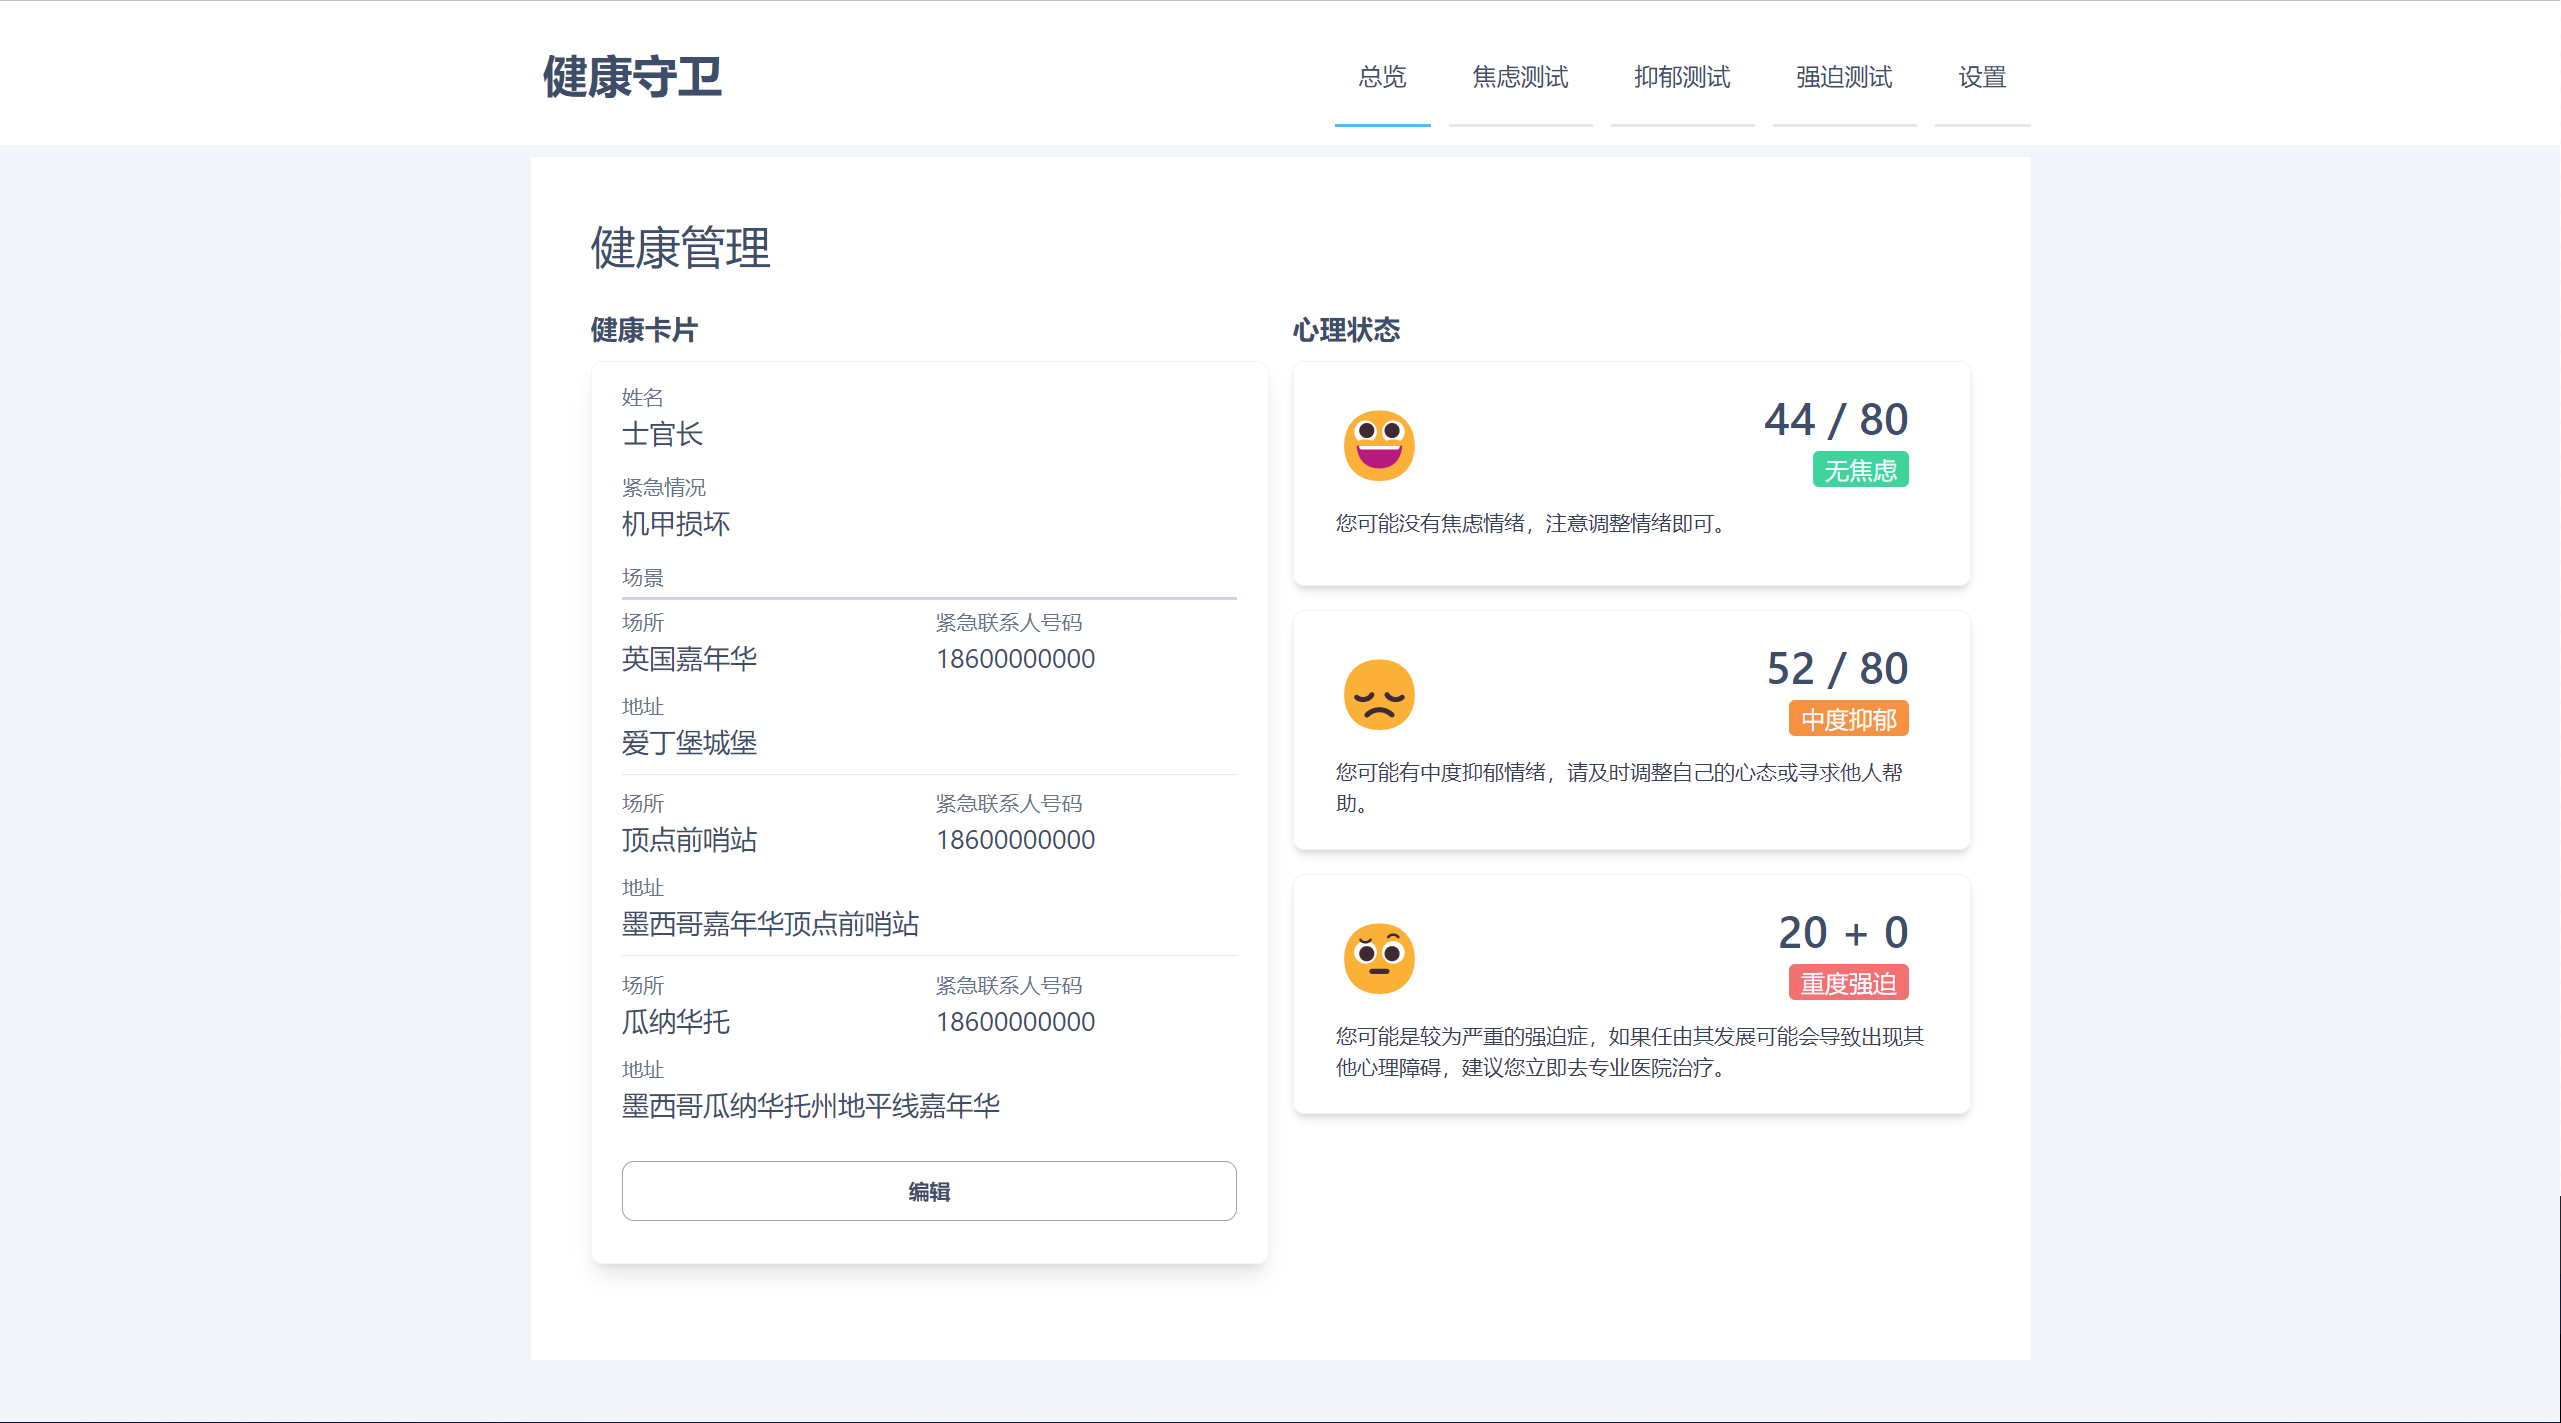 健康守卫
总览 焦虑测试 抑郁测试 强迫测试 设置
健康管理
健康卡片
姓名
士官长
紧急情况
机甲损坏
场景
场所 紧急联系人号码
英国嘉年华 18600000000
地址
爱丁堡城堡
场所 紧急联系人号码
顶点前哨站 18600000000
地址
墨西哥嘉年华顶点前哨站
场所 紧急联系人号码
瓜纳华托 18600000000
地址
墨西哥瓜纳华托州地平线嘉年华
编辑
心理状态
44 / 80
无焦虑
您可能没有焦虑情绪，注意调整情绪即可。
52 / 80
中度抑郁
您可能有中度抑郁情绪，请及时调整自己的心态或寻求他人帮
助。
20 + 0
重度强迫
您可能是较为严重的强迫症，如果任由其发展可能会导致出现其
他心理障碍，建议您立即去专业医院治疗。